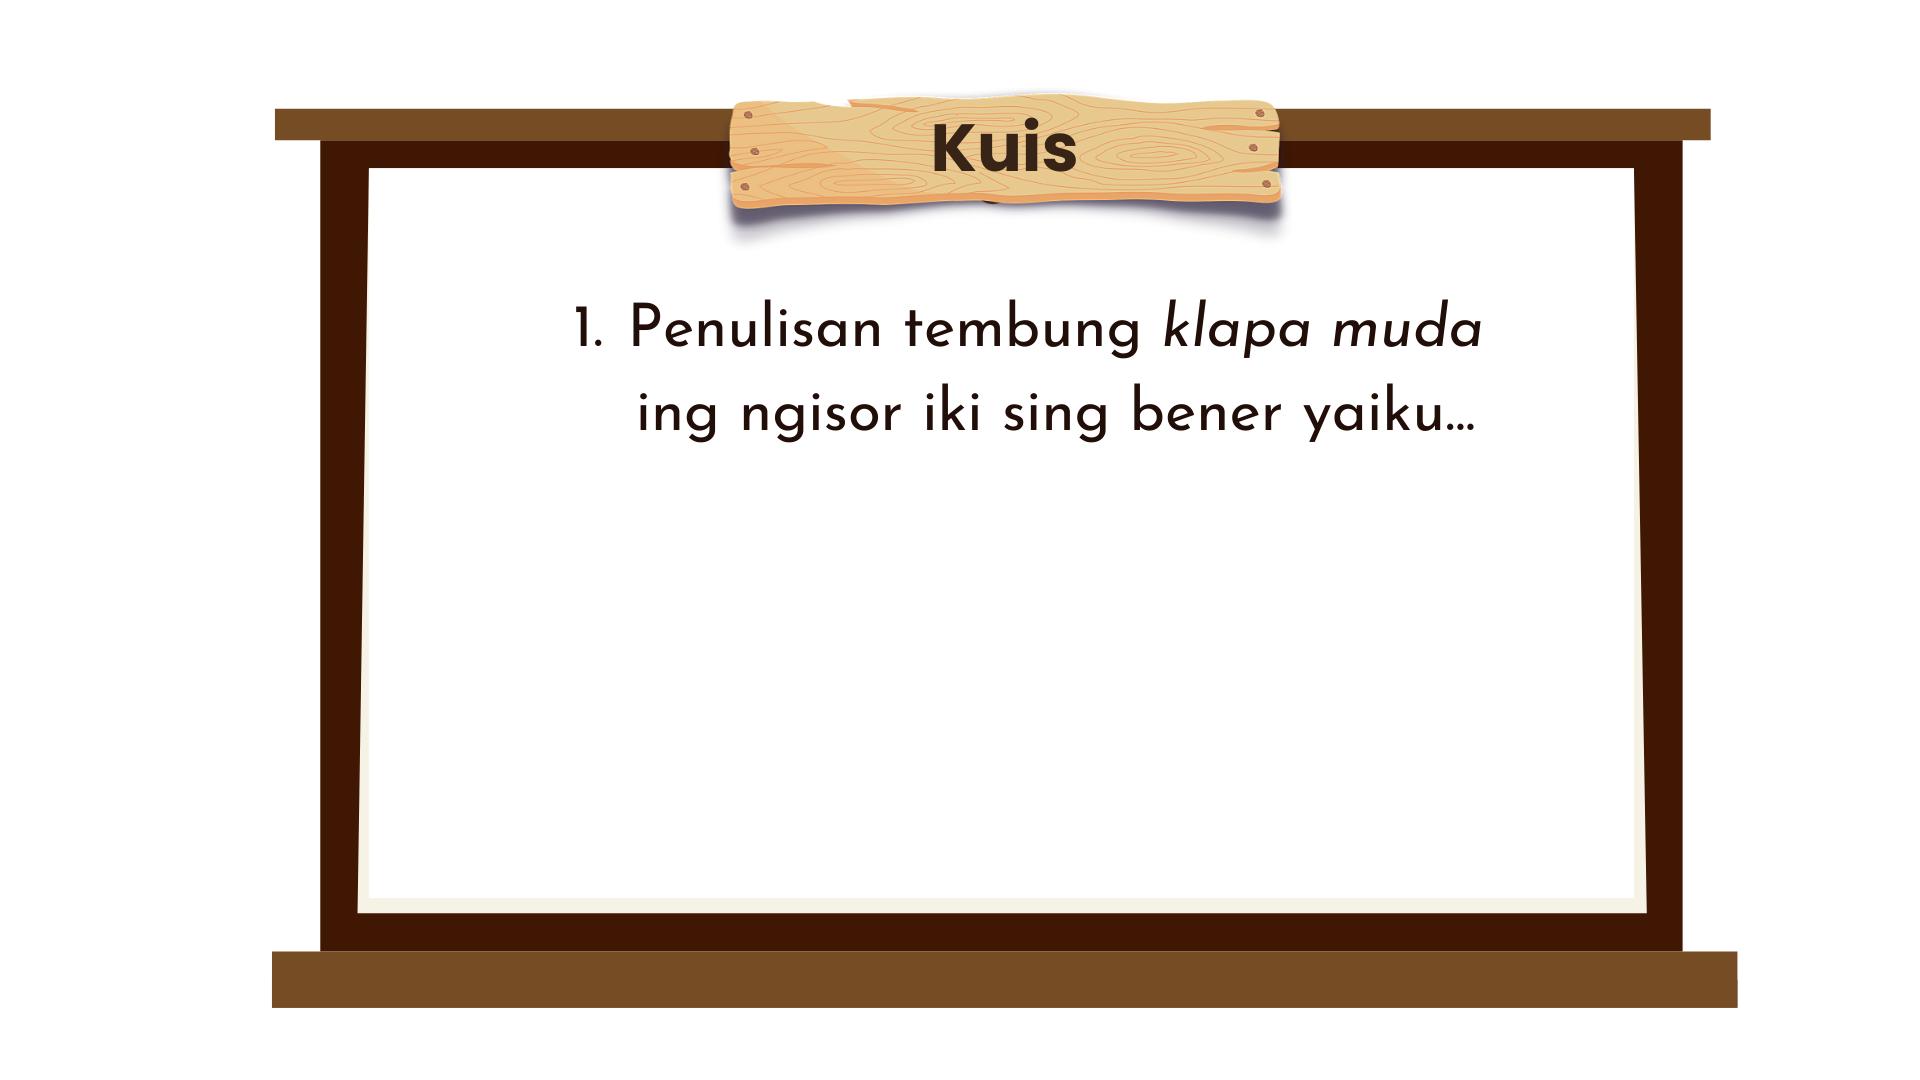 Kuis
1. Penulisan tembung klapa muda
ing ngisor iki sing bener yaiku...